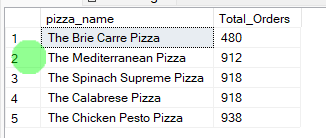 pizza_name Total_Orders
1 The Brie Carre Pizza 480
2 The Mediterranean Pizza 912
3 The Spinach Supreme Pizza 918
4 The Calabrese Pizza 918
5 The Chicken Pesto Pizza 938